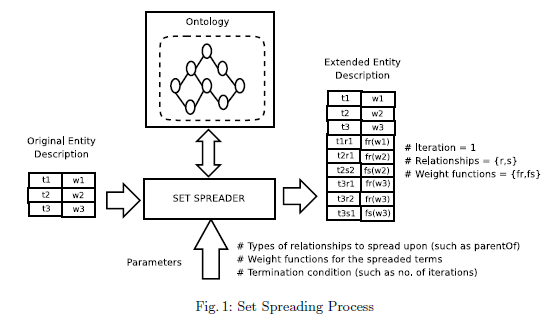 Ontology
Extended Entity
Description
t1 w1
t2 w2
t3 w3
t1r1 fr(w1)
t2r1 fr(w2)
t2s2 fs(w2)
t3r1 fr(w3)
t3r2 fr(w3)
t3s1 fs(w3)
# Iteration = 1
# Relationships = {r,s}
# Weight functions = {fr,fs}
Original Entity
Description
t1 w1
t2 w2
t3 w3
SET SPREADER
Parameters
# Types of relationships to spread upon (such as parentOf)
# Weight functions for the spreaded terms
# Termination condition (such as no. of iterations)
Fig. 1: Set Spreading Process